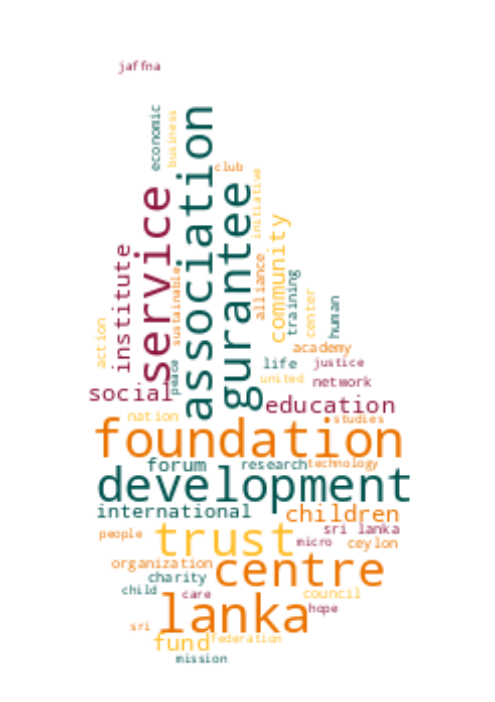 jaffna
economic
business
association
club
service
gurantee
initiative
community
institute
sustainable
alliance
training
center
human
action
academy
peace
life
justice
social
united
network
education
nation
studies
foundation
forum
research
technology
development
international
children
people
trust
sri lanka
micro
ceylon
organization
centre
charity
child
care
council
lanka
hope
sri
fund
federation
mission